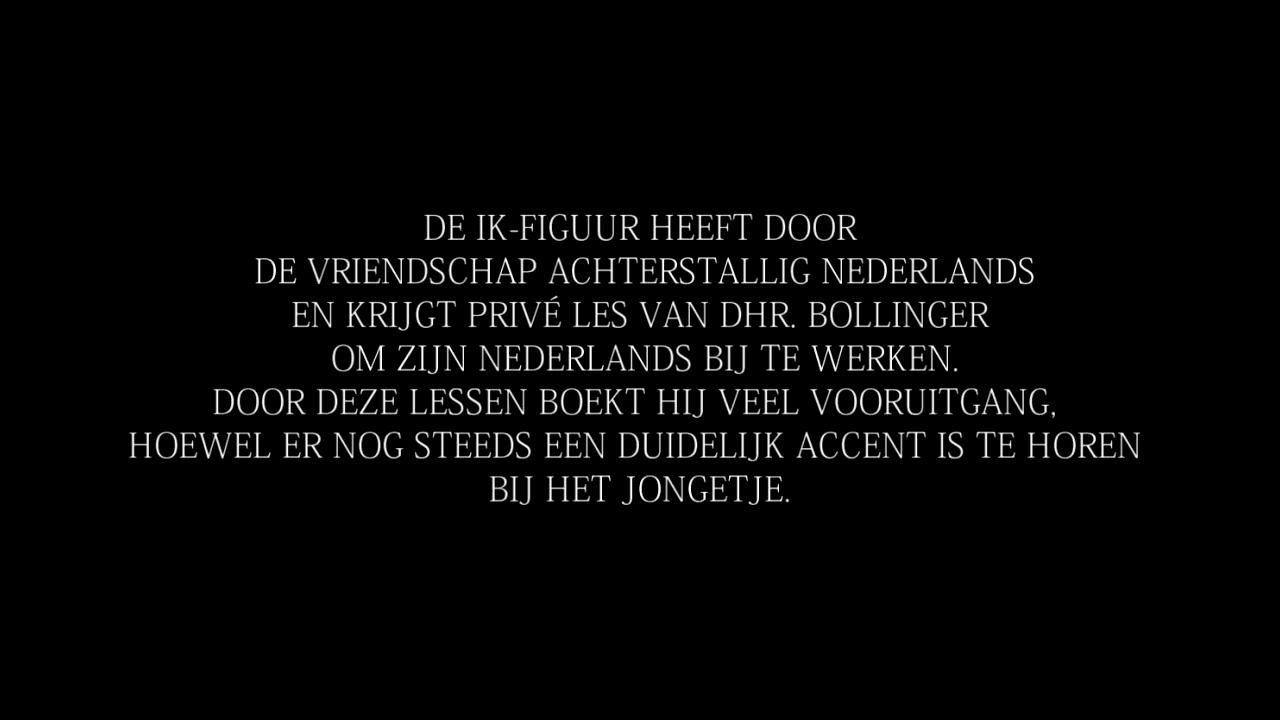 DE IK-FIGUUR HEEFT DOOR
DE VRIENDSCHAP ACHTERSTALLIG NEDERLANDS
EN KRIJGT PRIVÉ LES VAN DHR. BOLLINGER
OM ZIJN NEDERLANDS BIJ TE WERKEN.
DOOR DEZE LESSEN BOEKT HIJ VEEL VOORUITGANG,
HOEWEL ER NOG STEEDS EEN DUIDELIJK ACCENT IS TE HOREN
BIJ HET JONGETJE.